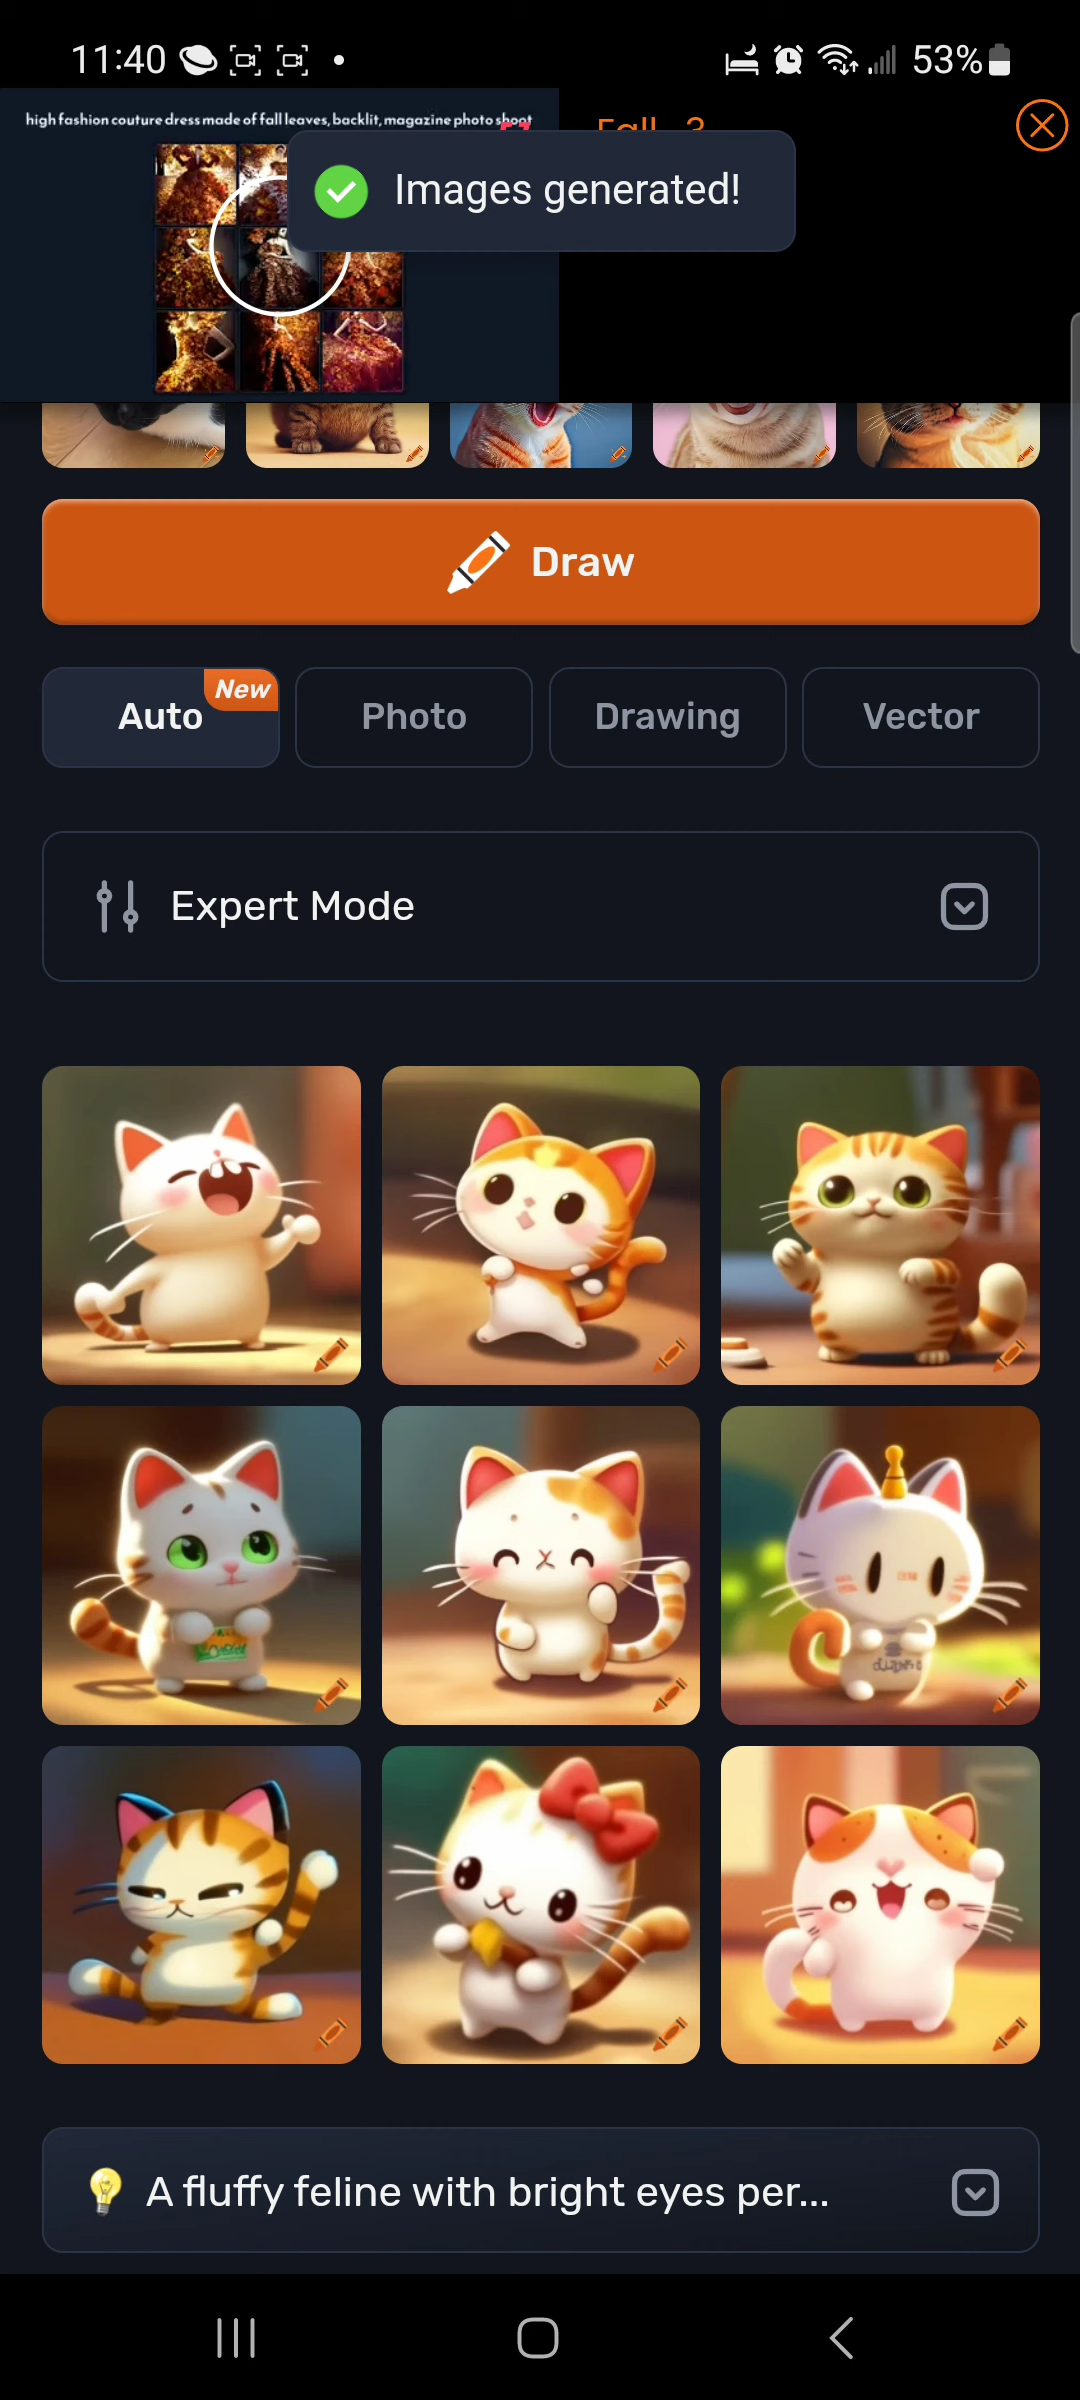 11:40
53%
high fashion couture dress made of fall leaves, backlit, magazine photo shoot
Images generated!
Draw
Auto
New
Photo
Drawing
Vector
Expert Mode
A fluffy feline with bright eyes per...